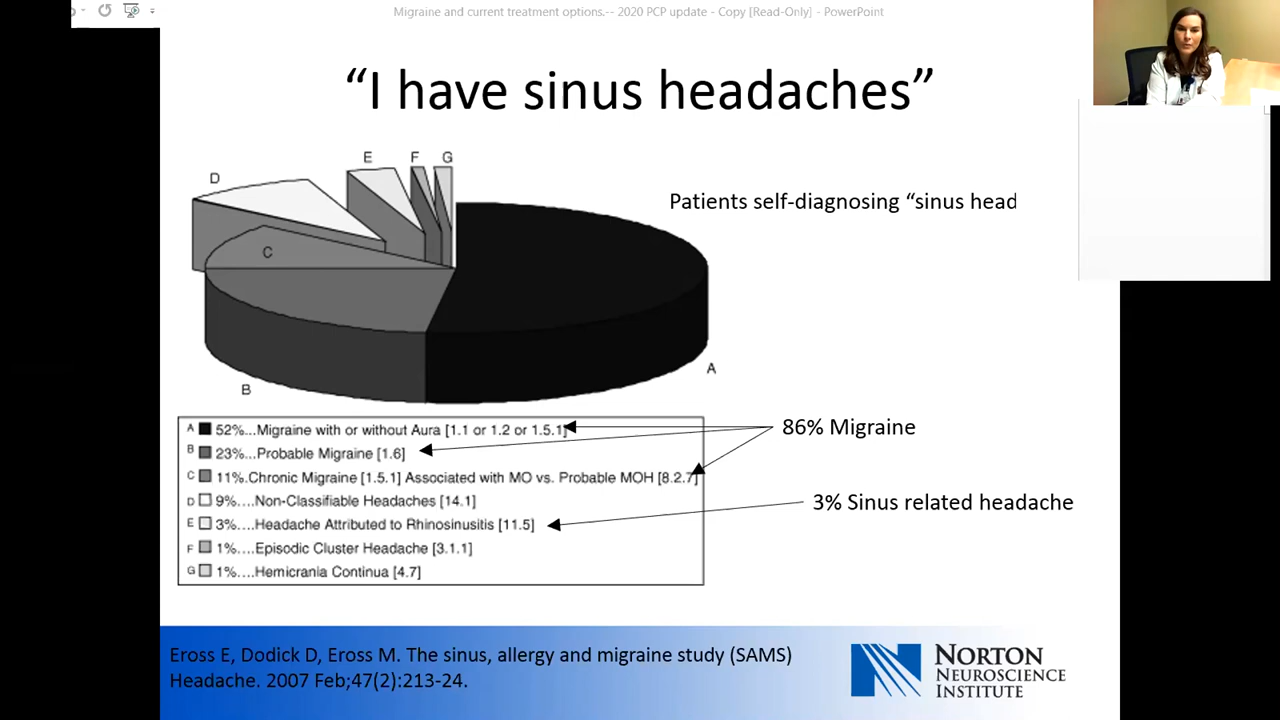 Migraine and current treatment options.-- 2020 PCP update - Copy [Read-Only] - PowerPoint
“I have sinus headaches”
D
E
F
G
Patients self-diagnosing “sinus head
C
B
A
A 52%...Migraine with or without Aura [1.1 or 1.2 or 1.5.1]
86% Migraine
B 23%...Probable Migraine [1.6]
C 11%.Chronic Migraine [1.5.1] Associated with MO vs. Probable MOH [8.2.7]
D 9%...Non-Classifiable Headaches [14.1]
3% Sinus related headache
E 3%...Headache Attributed to Rhinosinusitis [11.5]
F 1%....Episodic Cluster Headache [3.1.1]
G 1%....Hemicrania Continua [4.7]
Eross E, Dodick D, Eross M. The sinus, allergy and migraine study (SAMS)
Headache. 2007 Feb;47(2):213-24.
NORTON
NEUROSCIENCE
INSTITUTE